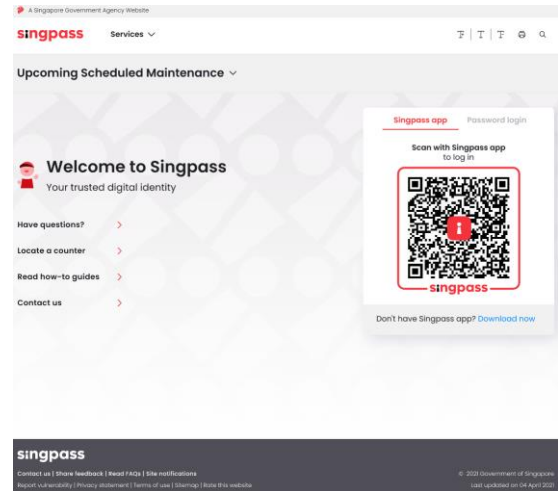 A Singapore Government Agency Website
singpass Services
T | T | T
Upcoming Scheduled Maintenance
Welcome to Singpass
Your trusted digital identity
Have questions?
Locate a counter
Read how-to guides
Contact us
Singpass app Password login
Scan with Singpass app
to log in
singpass
Don't have Singpass app? Download now
singpass
Contact us | Share feedback | Read FAQs | Site notifications
Report vulnerability | Privacy statement | Terms of use | Sitemap | Rate this website
© 2021 Government of Singapore
Last updated on 04 April 2021